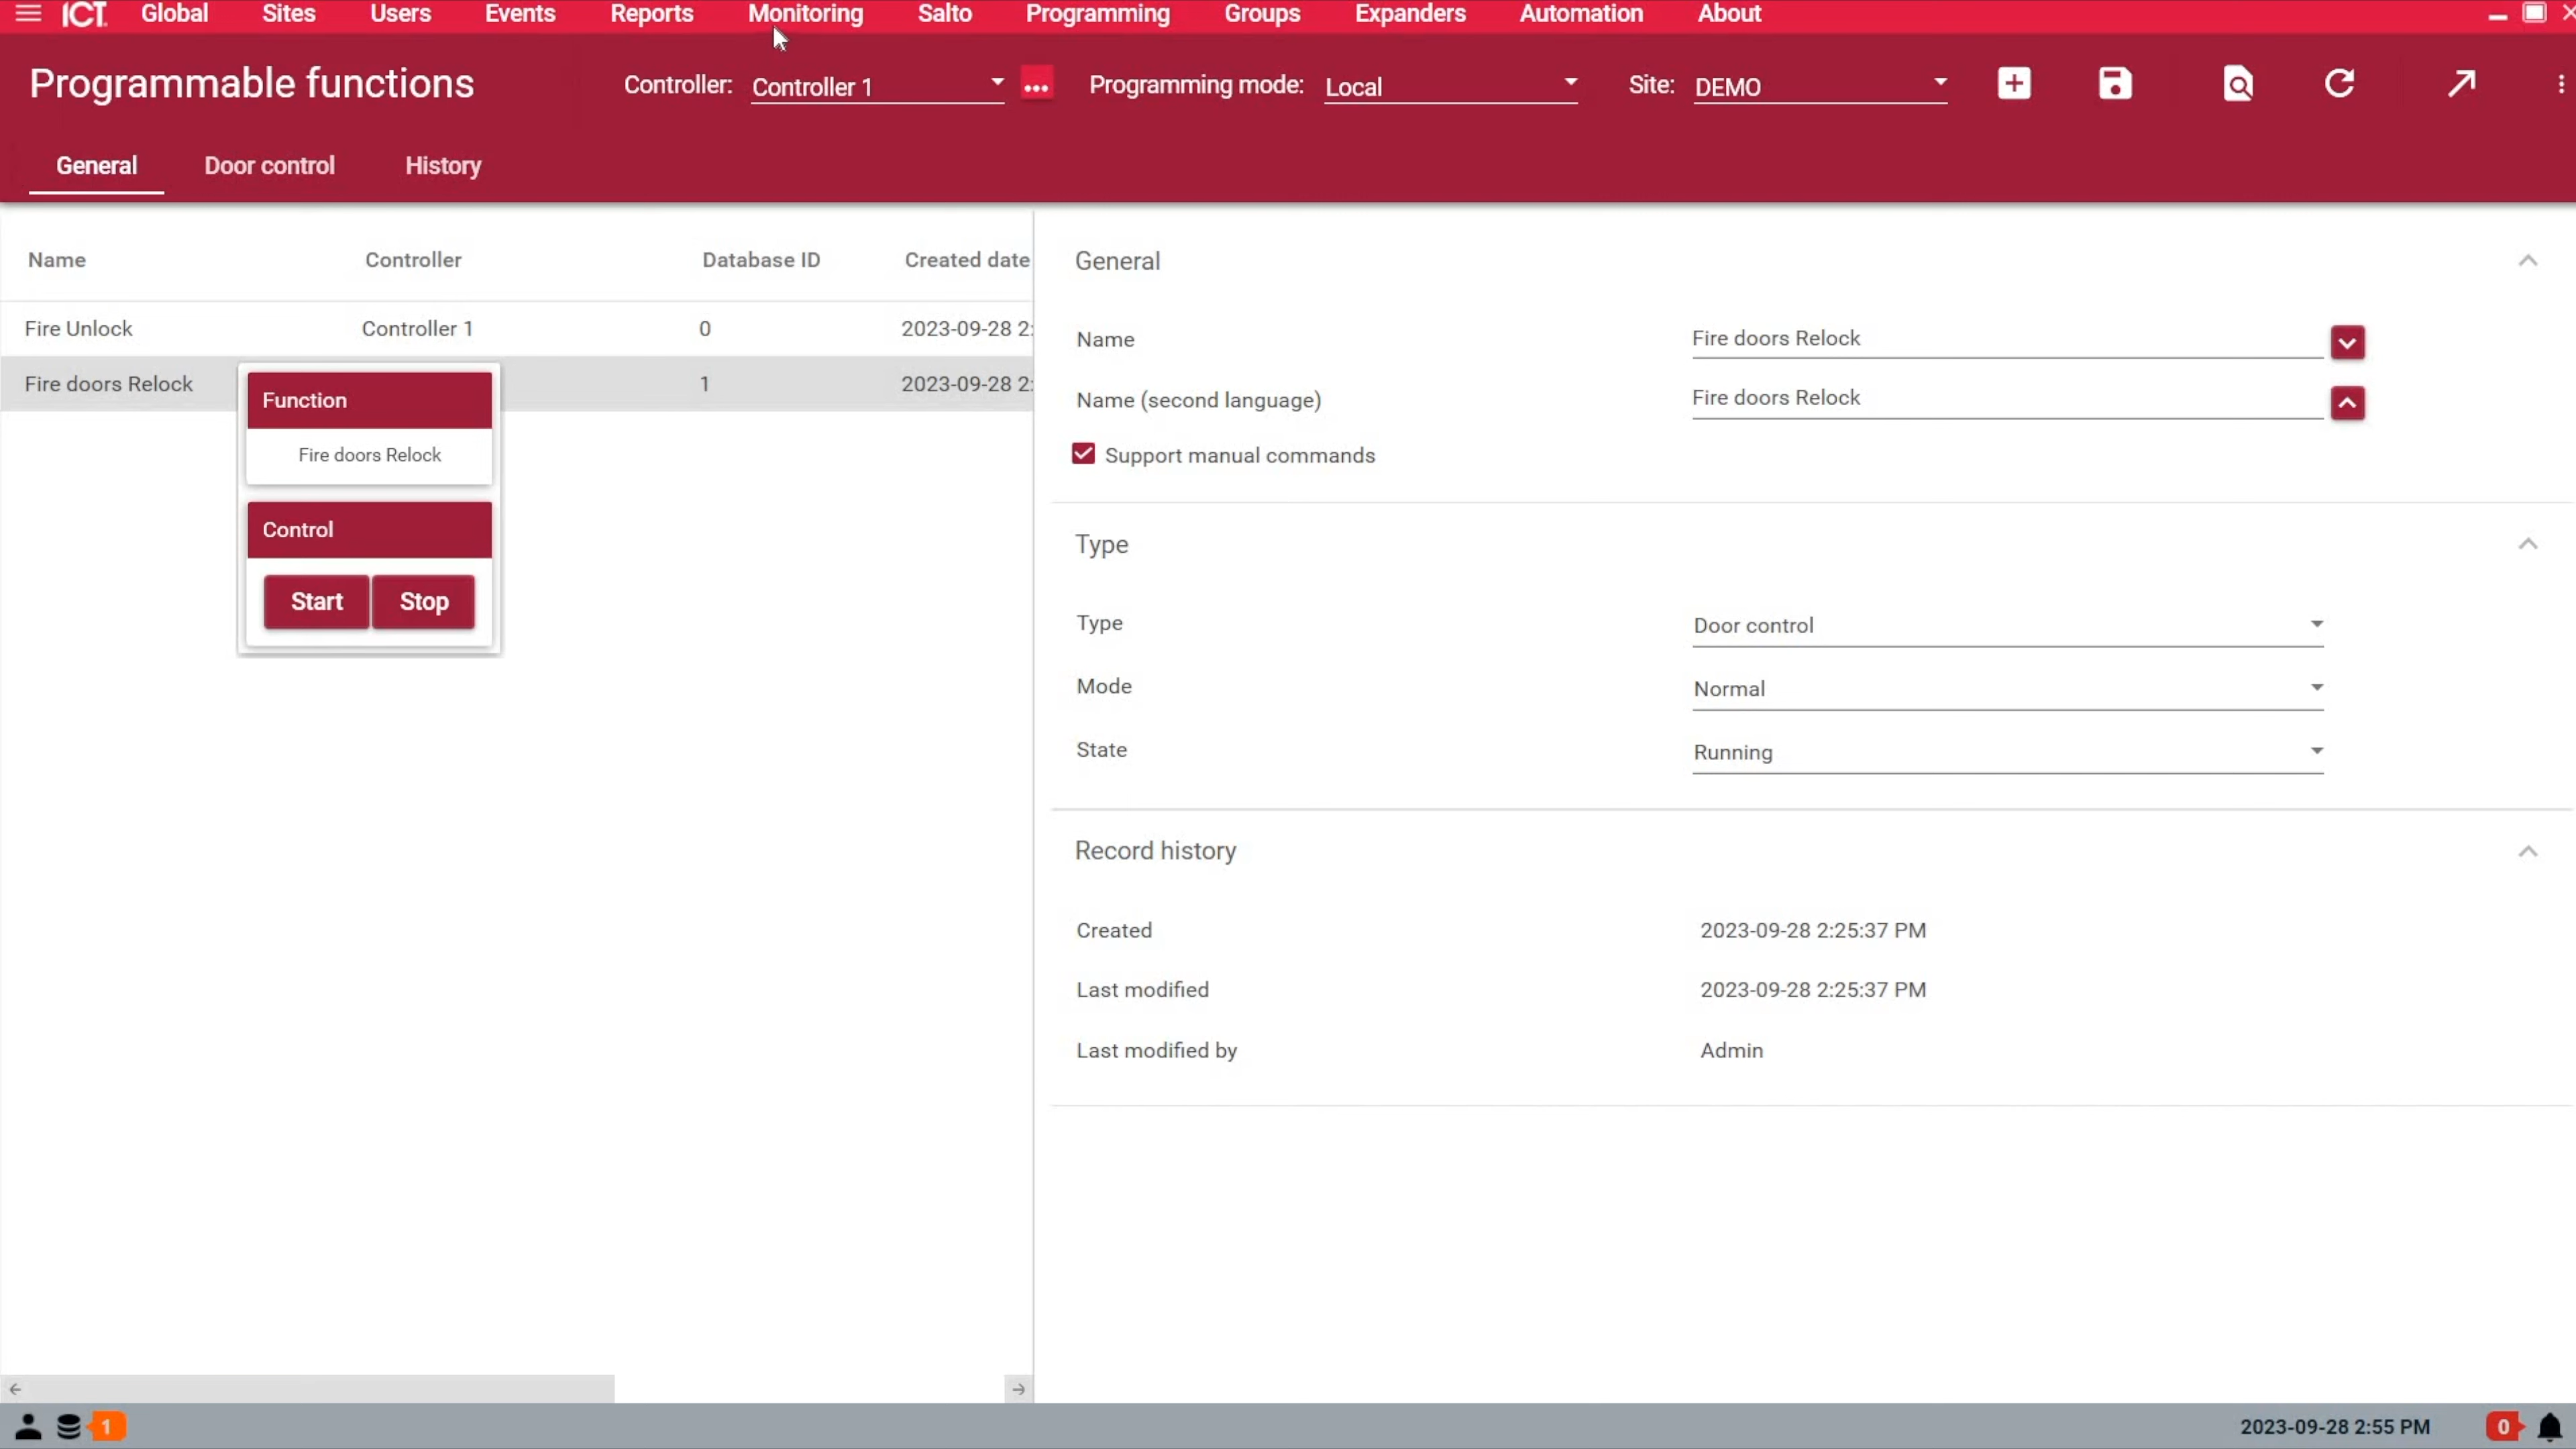 ICT Global Sites Users Events Reports Monitoring Salto Programming Groups Expanders Automation About
Programmable functions Controller: Controller 1 ... Programming mode: Local Site: DEMO
General Door control History
Name Controller Database ID Created date
Fire Unlock Controller 1 0 2023-09-28 2:
Fire doors Relock 1 2023-09-28 2:
Function
Fire doors Relock
Control
Start Stop
General
Name Fire doors Relock
Name (second language) Fire doors Relock
Support manual commands
Type
Type Door control
Mode Normal
State Running
Record history
Created 2023-09-28 2:25:37 PM
Last modified 2023-09-28 2:25:37 PM
Last modified by Admin
1 2023-09-28 2:55 PM 0